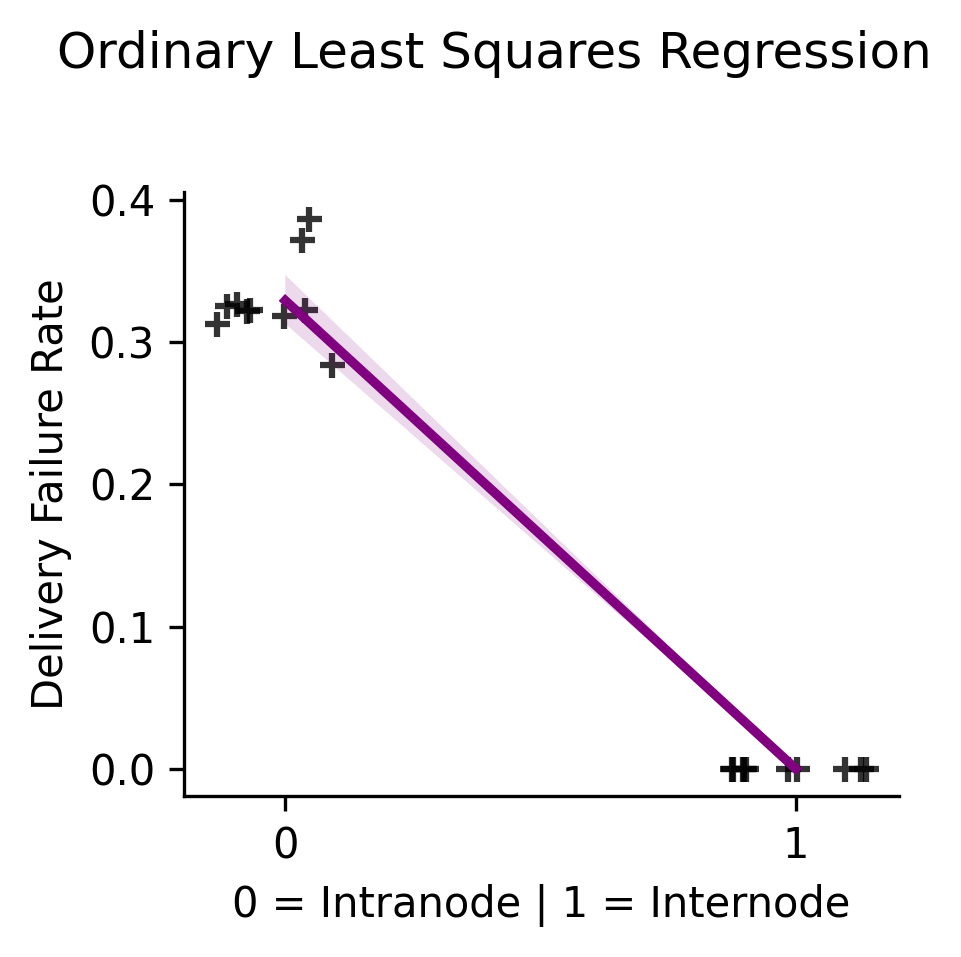 Ordinary Least Squares Regression
Delivery Failure Rate
0.4
0.3
0.2
0.1
0.0
0
1
0 = Intranode | 1 = Internode